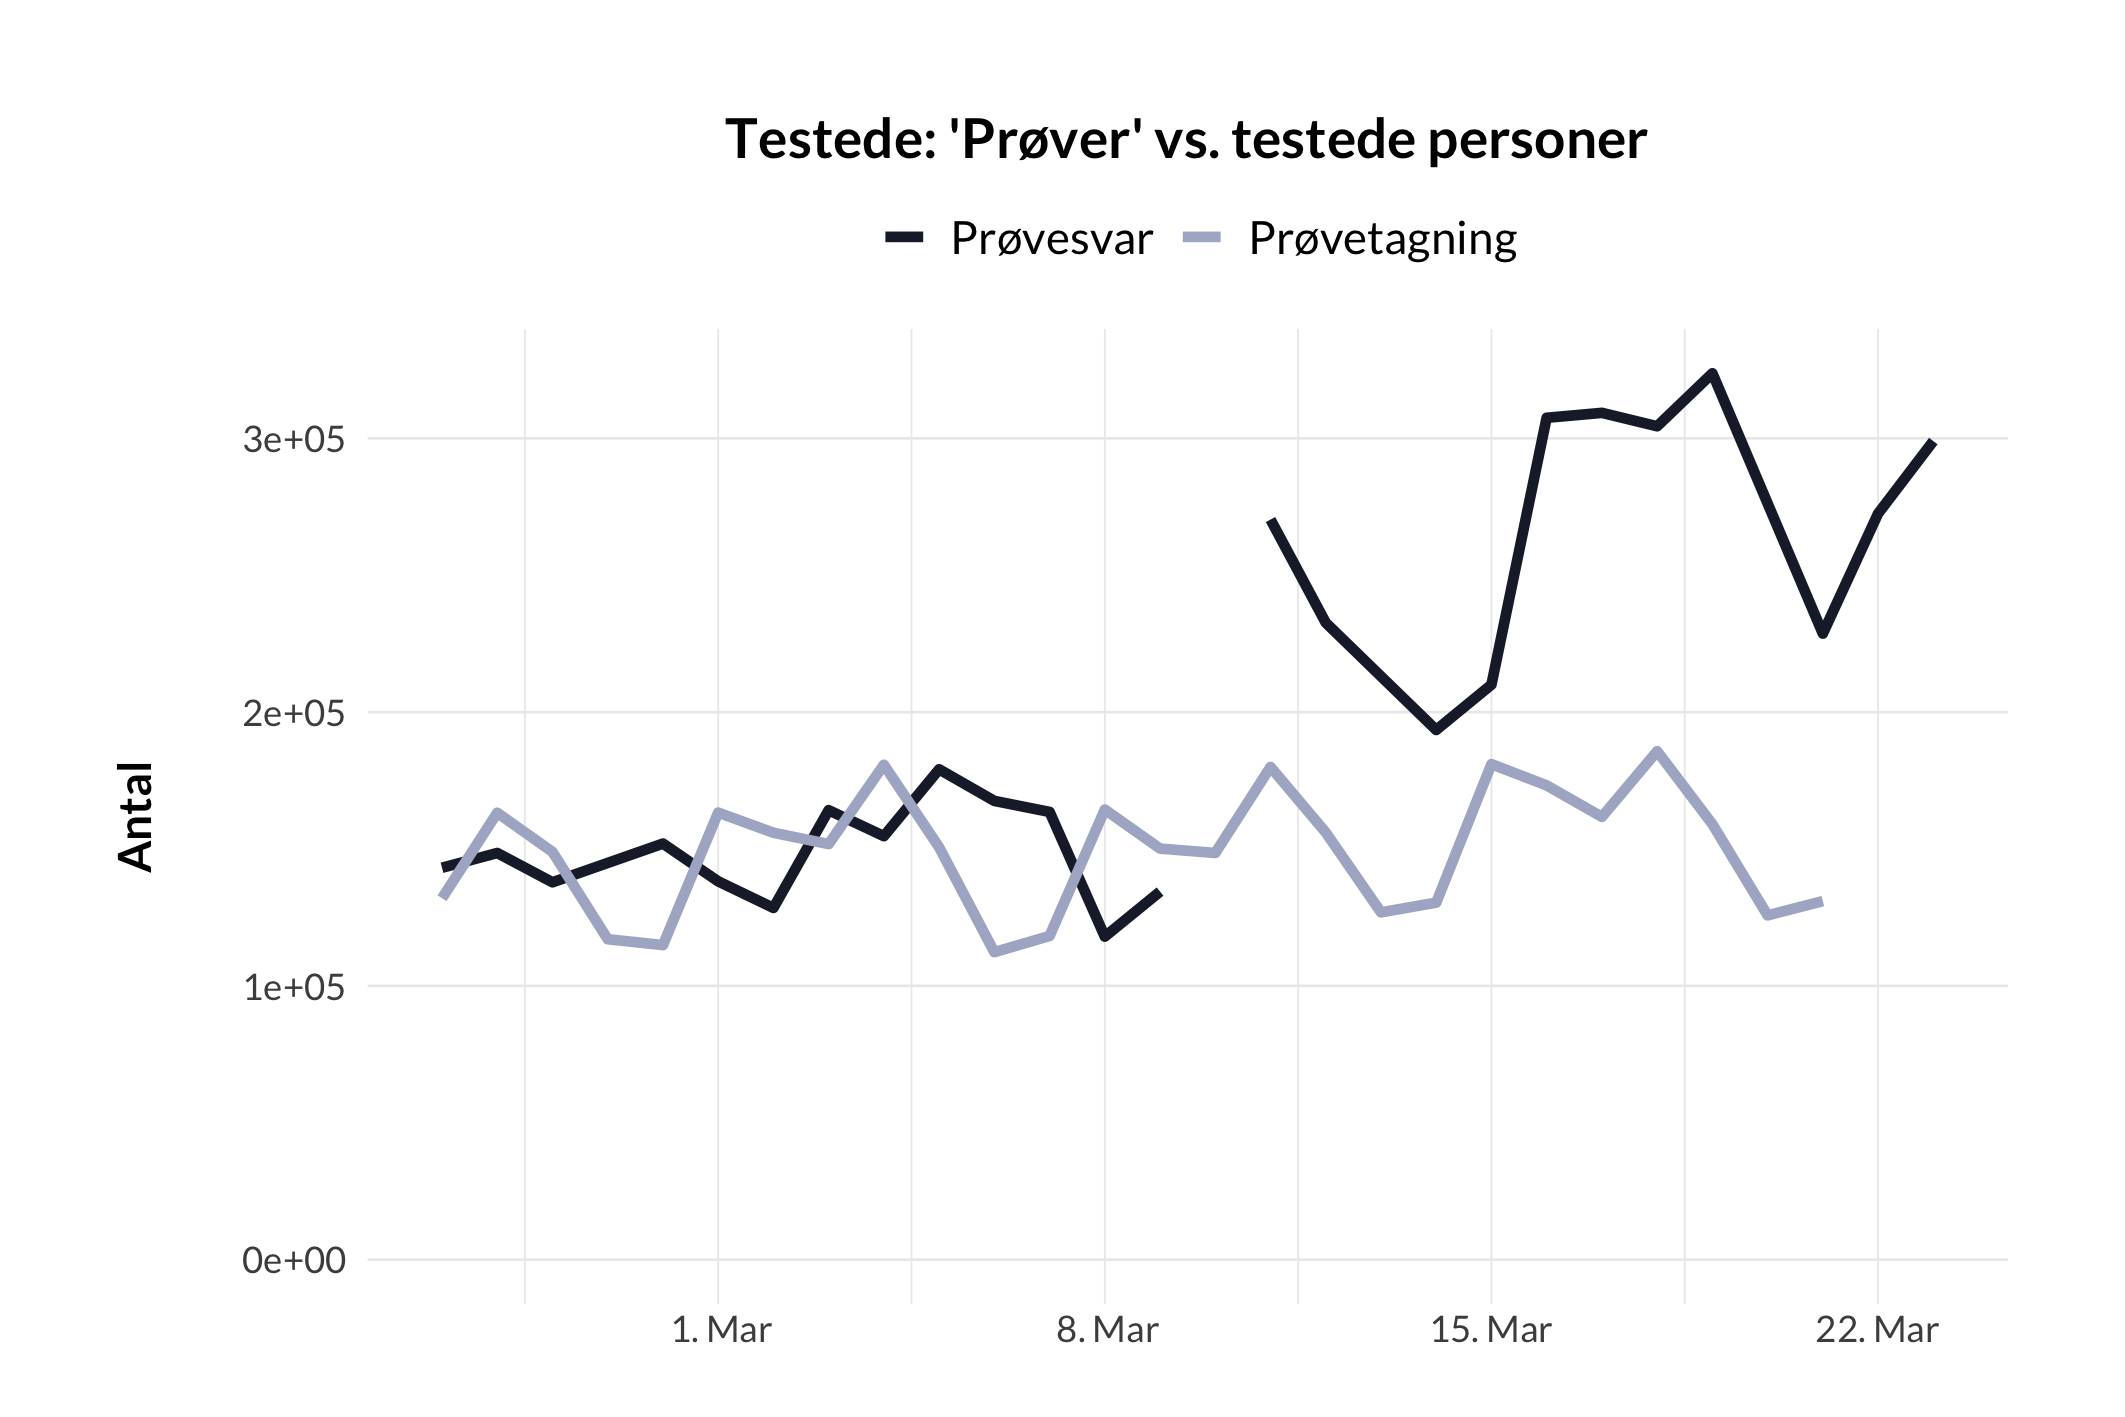 Testede: 'Prøver' vs. testede personer
Prøvesvar Prøvetagning
Antal
3e+05
2e+05
1e+05
0e+00
1. Mar 8. Mar 15. Mar 22. Mar